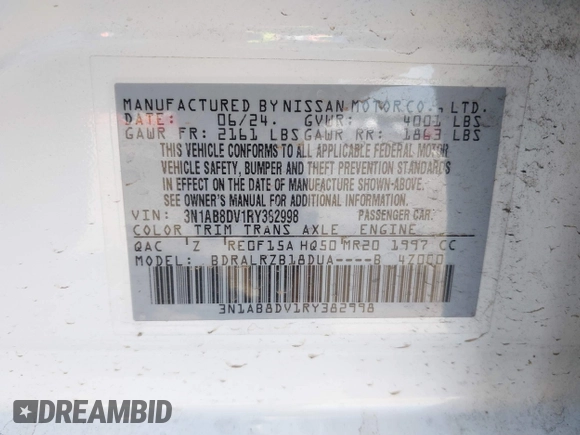 MANUFACTURED BY NISSAN MOTOR CO., LTD.
DATE: 06/24. GVWR: 4001 LBS
GAWR FR: 2161 LBS GAWR RR: 1863 LBS
THIS VEHICLE CONFORMS TO ALL APPLICABLE FEDERAL MOTOR
VEHICLE SAFETY, BUMPER AND THEFT PREVENTION STANDARDS
IN EFFECT ON THE DATE OF MANUFACTURE SHOWN ABOVE.
SEE OWNER'S MANUAL FOR ADDITIONAL INFORMATION.
VIN: 3N1AB8DV1RY382998 PASSENGER CAR
COLOR TRIM TRANS AXLE ENGINE
QAC Z RE0F15A HQ50 MR20 1997 CC
MODEL: BDRALRZB18DUA----B 4Z000
3N1AB8DV1RY382998
DREAMBID